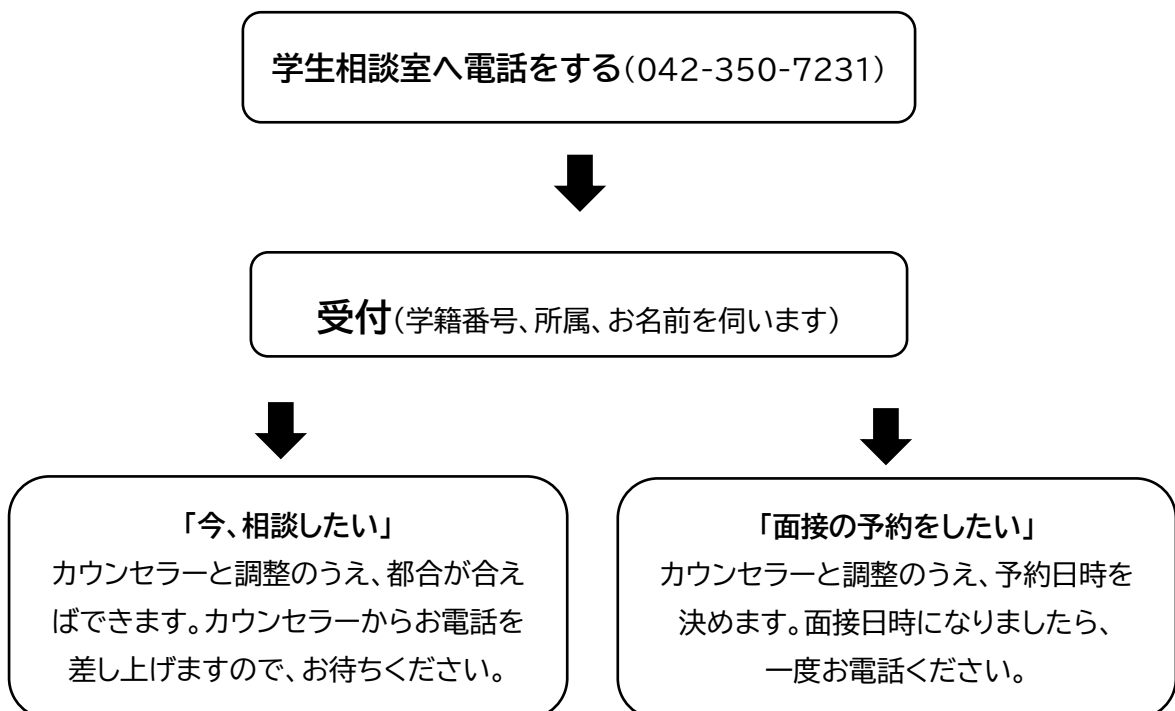 学生相談室へ電話をする(042-350-7231)
受付(学籍番号、所属、お名前を伺います)
「今、相談したい」
カウンセラーと調整のうえ、都合が合え
ばできます。カウンセラーからお電話を
差し上げますので、お待ちください。
「面接の予約をしたい」
カウンセラーと調整のうえ、予約日時を
決めます。面接日時になりましたら、
一度お電話ください。